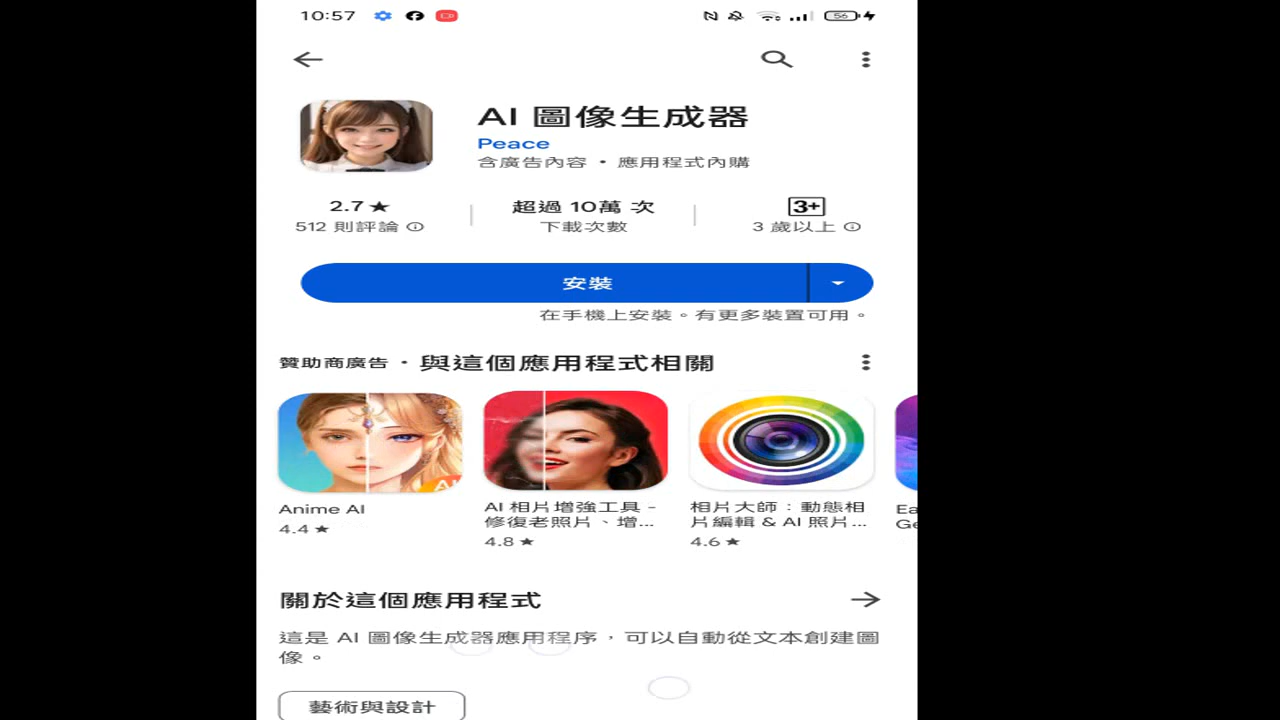 10:57
56
AI 圖像生成器
Peace
含廣告內容 • 應用程式內購
2.7★
512 則評論
超過 10萬 次
下載次數
3+
3 歲以上
安裝
在手機上安裝。有更多裝置可用。
贊助商廣告 • 與這個應用程式相關
AI
Anime AI
4.4 ★
AI 相片增強工具 -
修復老照片、增...
4.8 ★
相片大師：動態相
片編輯 & AI 照片...
4.6 ★
Ea
Ge
關於這個應用程式
這是 AI 圖像生成器應用程序，可以自動從文本創建圖
像。
藝術與設計